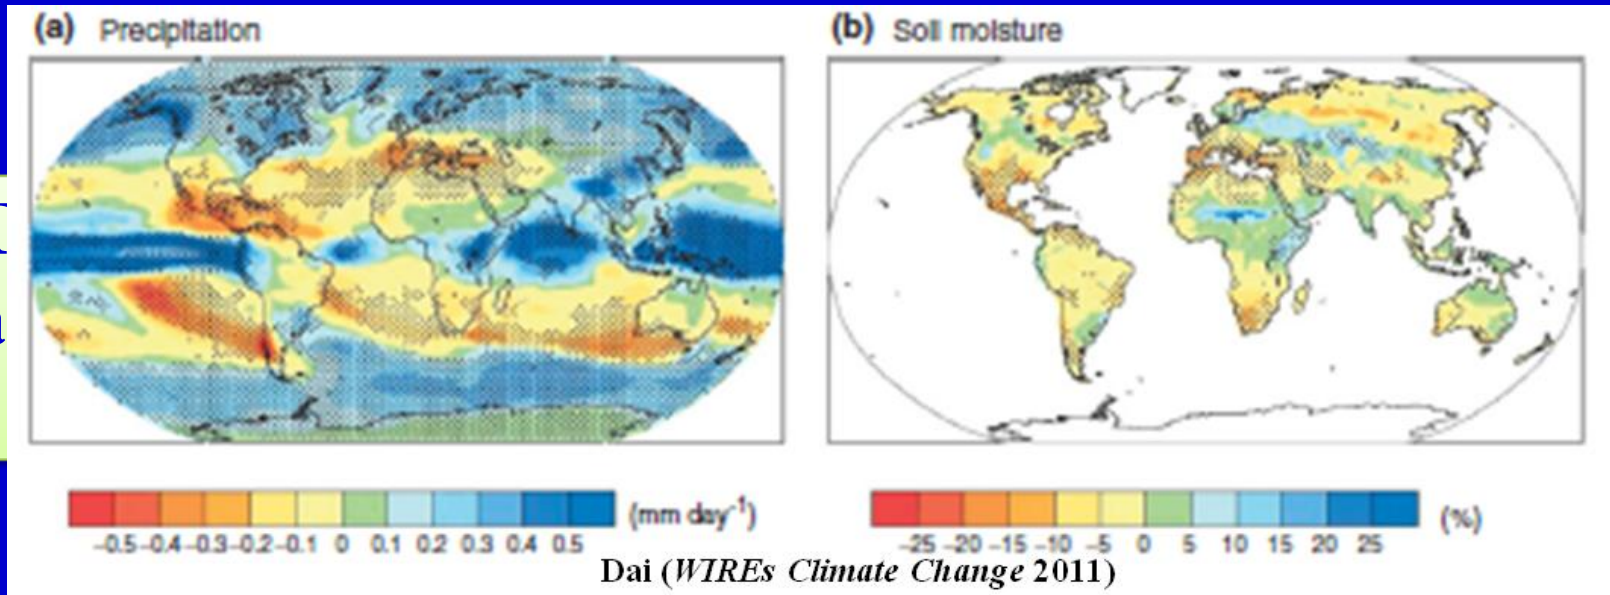 (a) Precipitation
(b) Soil moisture
(mm day⁻¹)
−0.5 −0.4 −0.3 −0.2 −0.1 0 0.1 0.2 0.3 0.4 0.5
(%)
−25 −20 −15 −10 −5 0 5 10 15 20 25
Dai (WIREs Climate Change 2011)